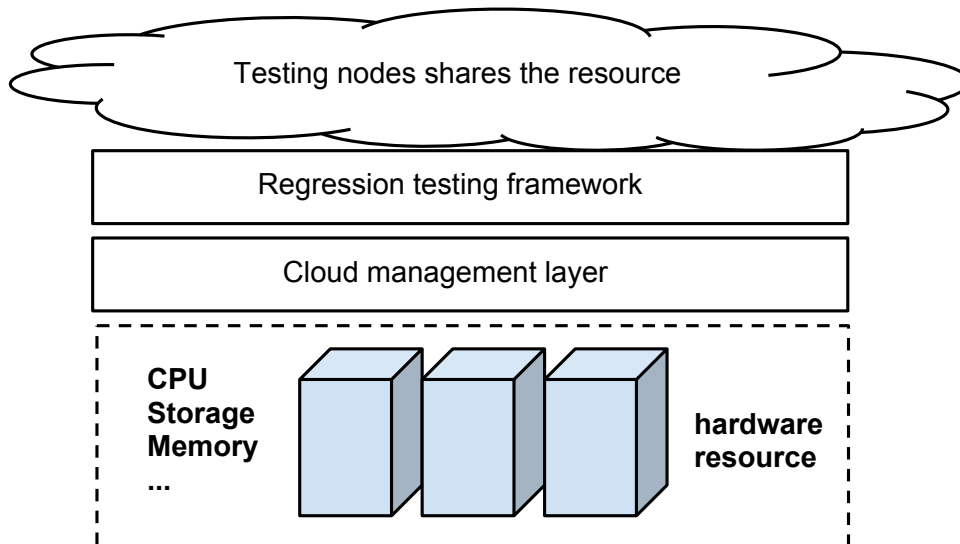 Testing nodes shares the resource
Regression testing framework
Cloud management layer
CPU
Storage
Memory
...
hardware
resource